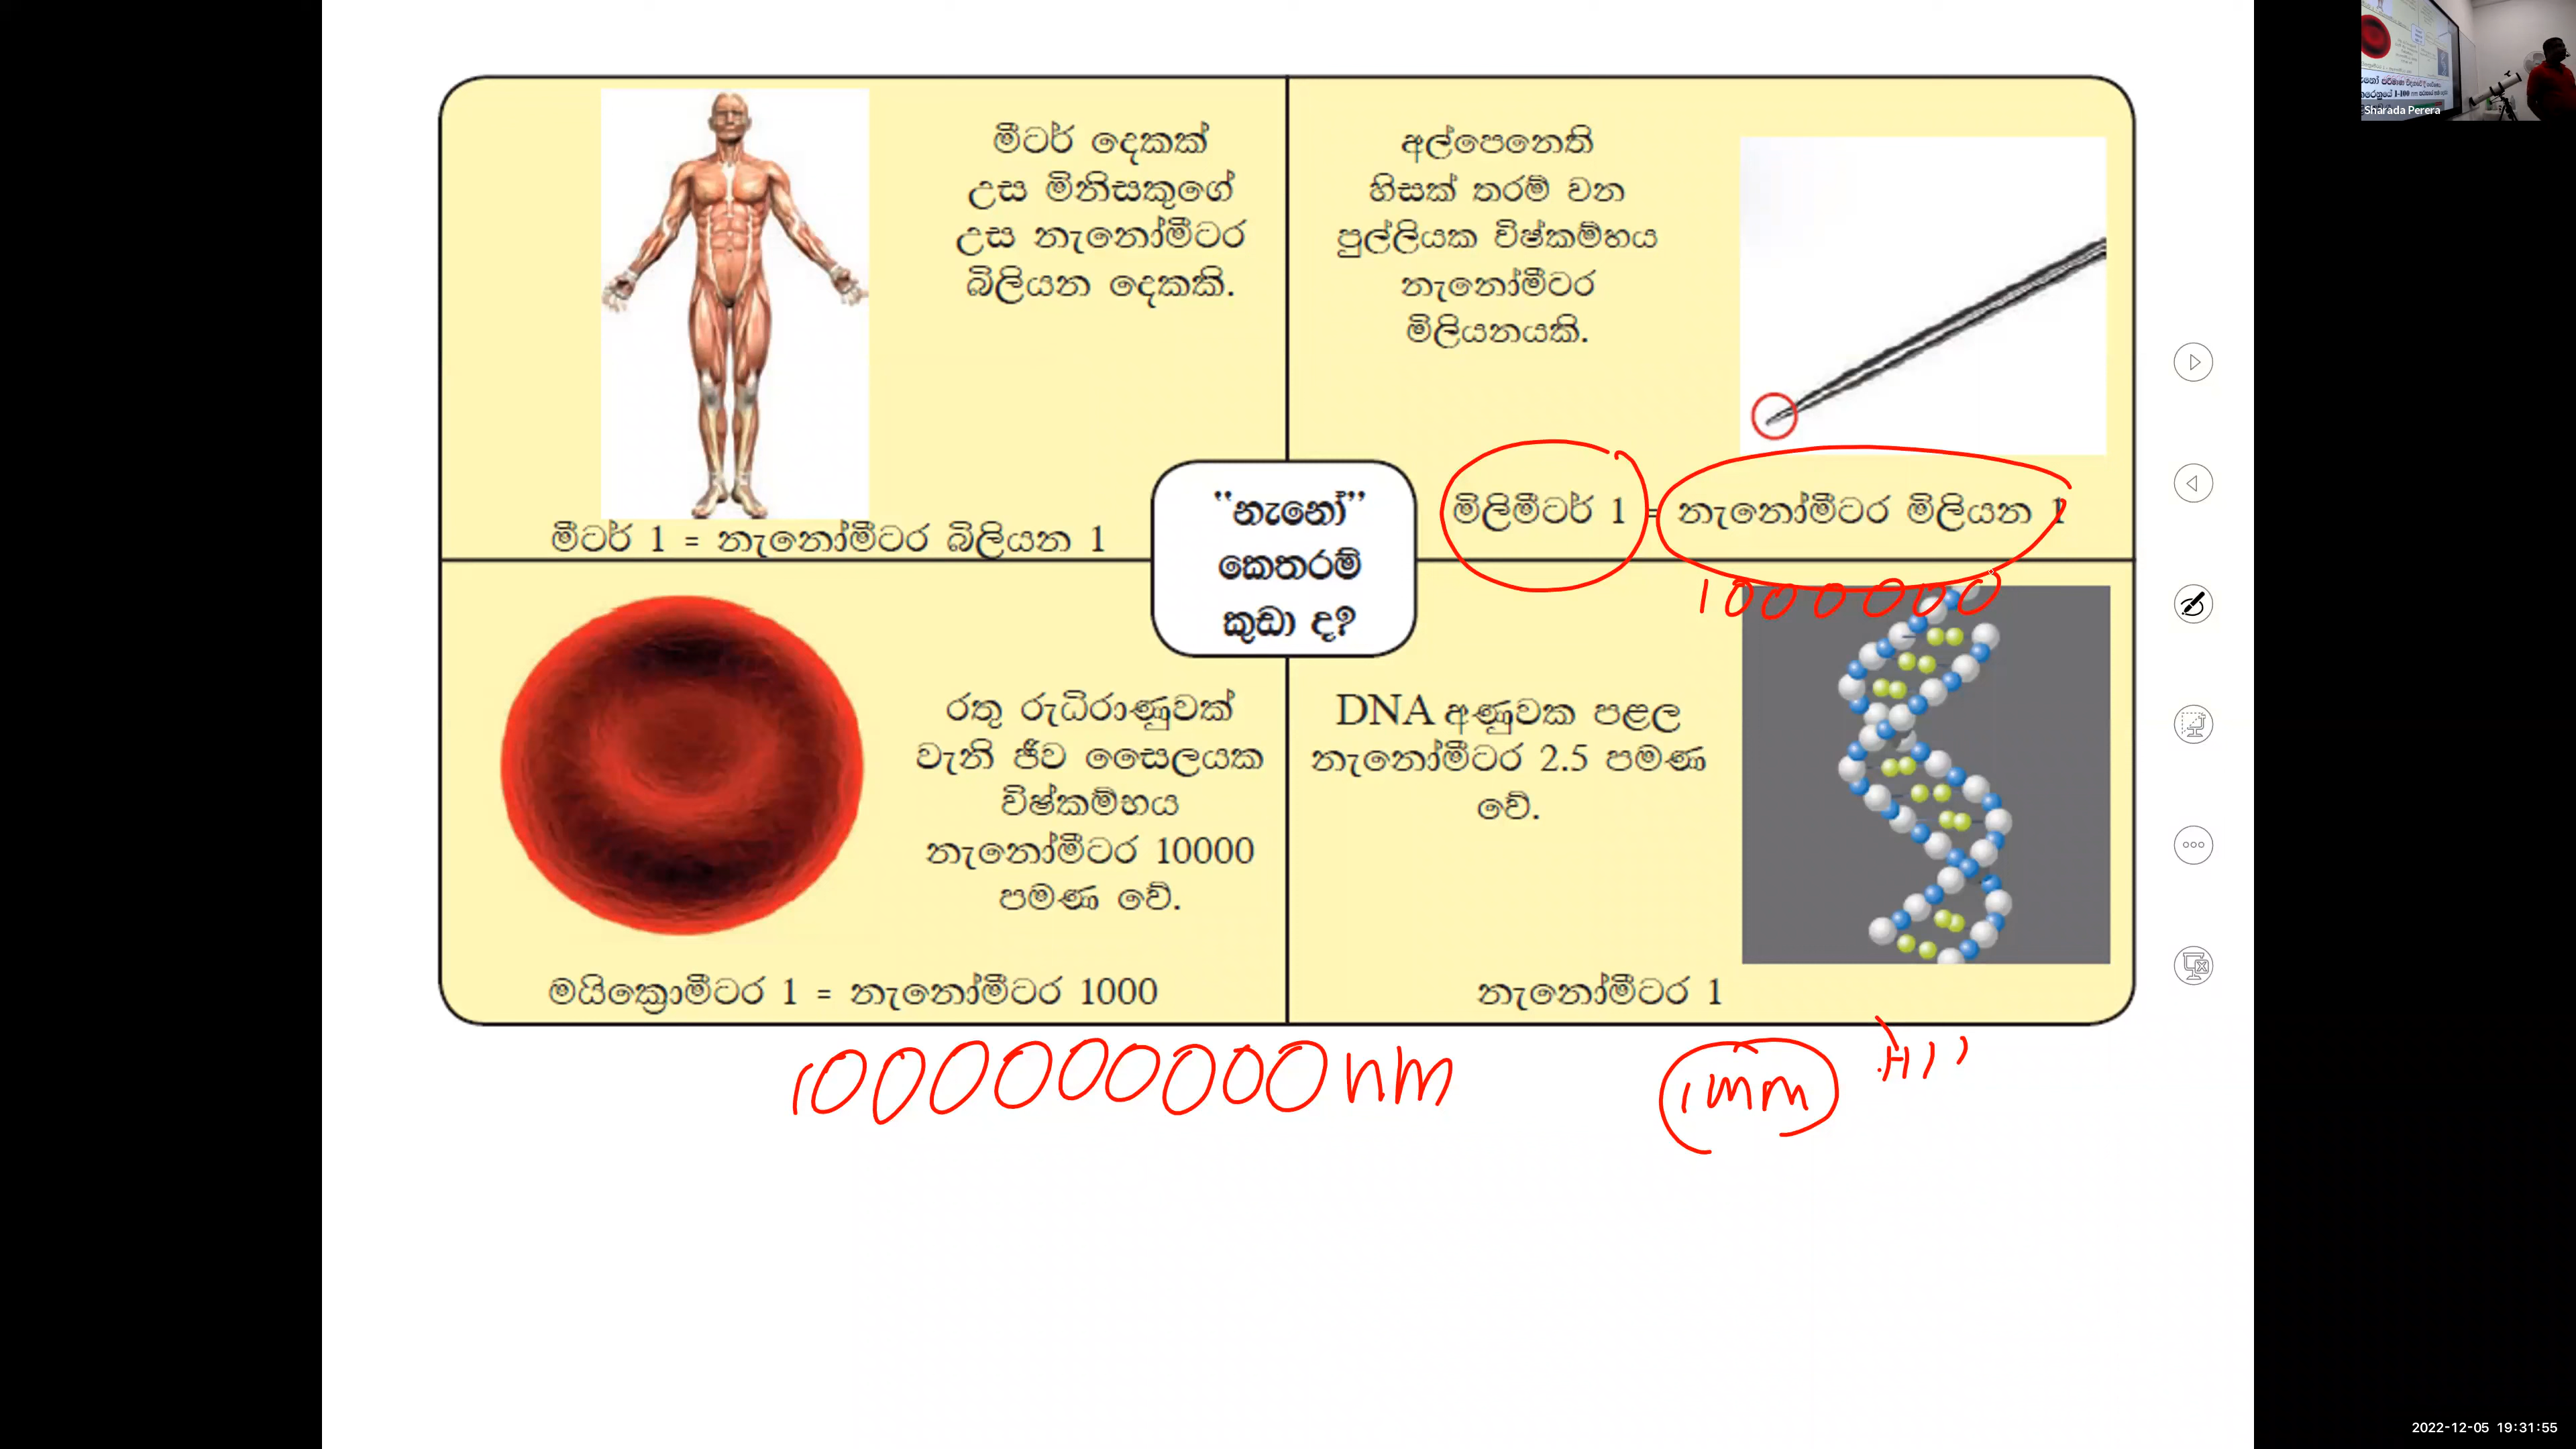 මීටර් දෙකක්
උස මිනිසකුගේ
උස නැනෝමීටර
බිලියන දෙකකි.
මීටර් 1 = නැනෝමීටර බිලියන 1
අල්පෙනෙති
හිසක් තරම් වන
පුල්ලියක විෂ්කම්භය
නැනෝමීටර
මිලියනයකි.
මිලිමීටර් 1 = නැනෝමීටර මිලියන 1
1000000
“නැනෝ”
කෙතරම්
කුඩා ද?
රතු රුධිරාණුවක්
වැනි ජීව සෛලයක
විෂ්කම්භය
නැනෝමීටර 10000
පමණ වේ.
මයික්‍රොමීටර 1 = නැනෝමීටර 1000
DNA අණුවක පළල
නැනෝමීටර 2.5 පමණ
වේ.
නැනෝමීටර 1
1000000000 nm
1mm
Sharada Perera
2022-12-05 19:31:55